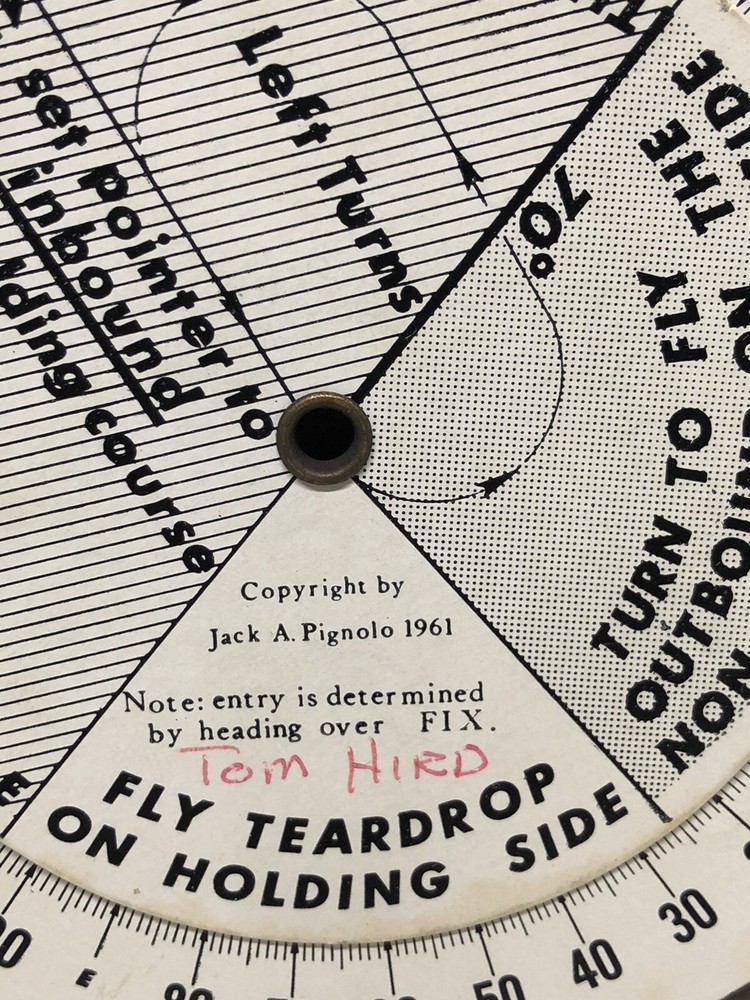 Left Turns
set pointer to
inbound
course
70°
TURN TO FLY THE
OUTBOUND ON
NON
Copyright by
Jack A. Pignolo 1961
Note: entry is determined
by heading over FIX.
Tom HIRD
FLY TEARDROP
ON HOLDING SIDE
E
30
40
50